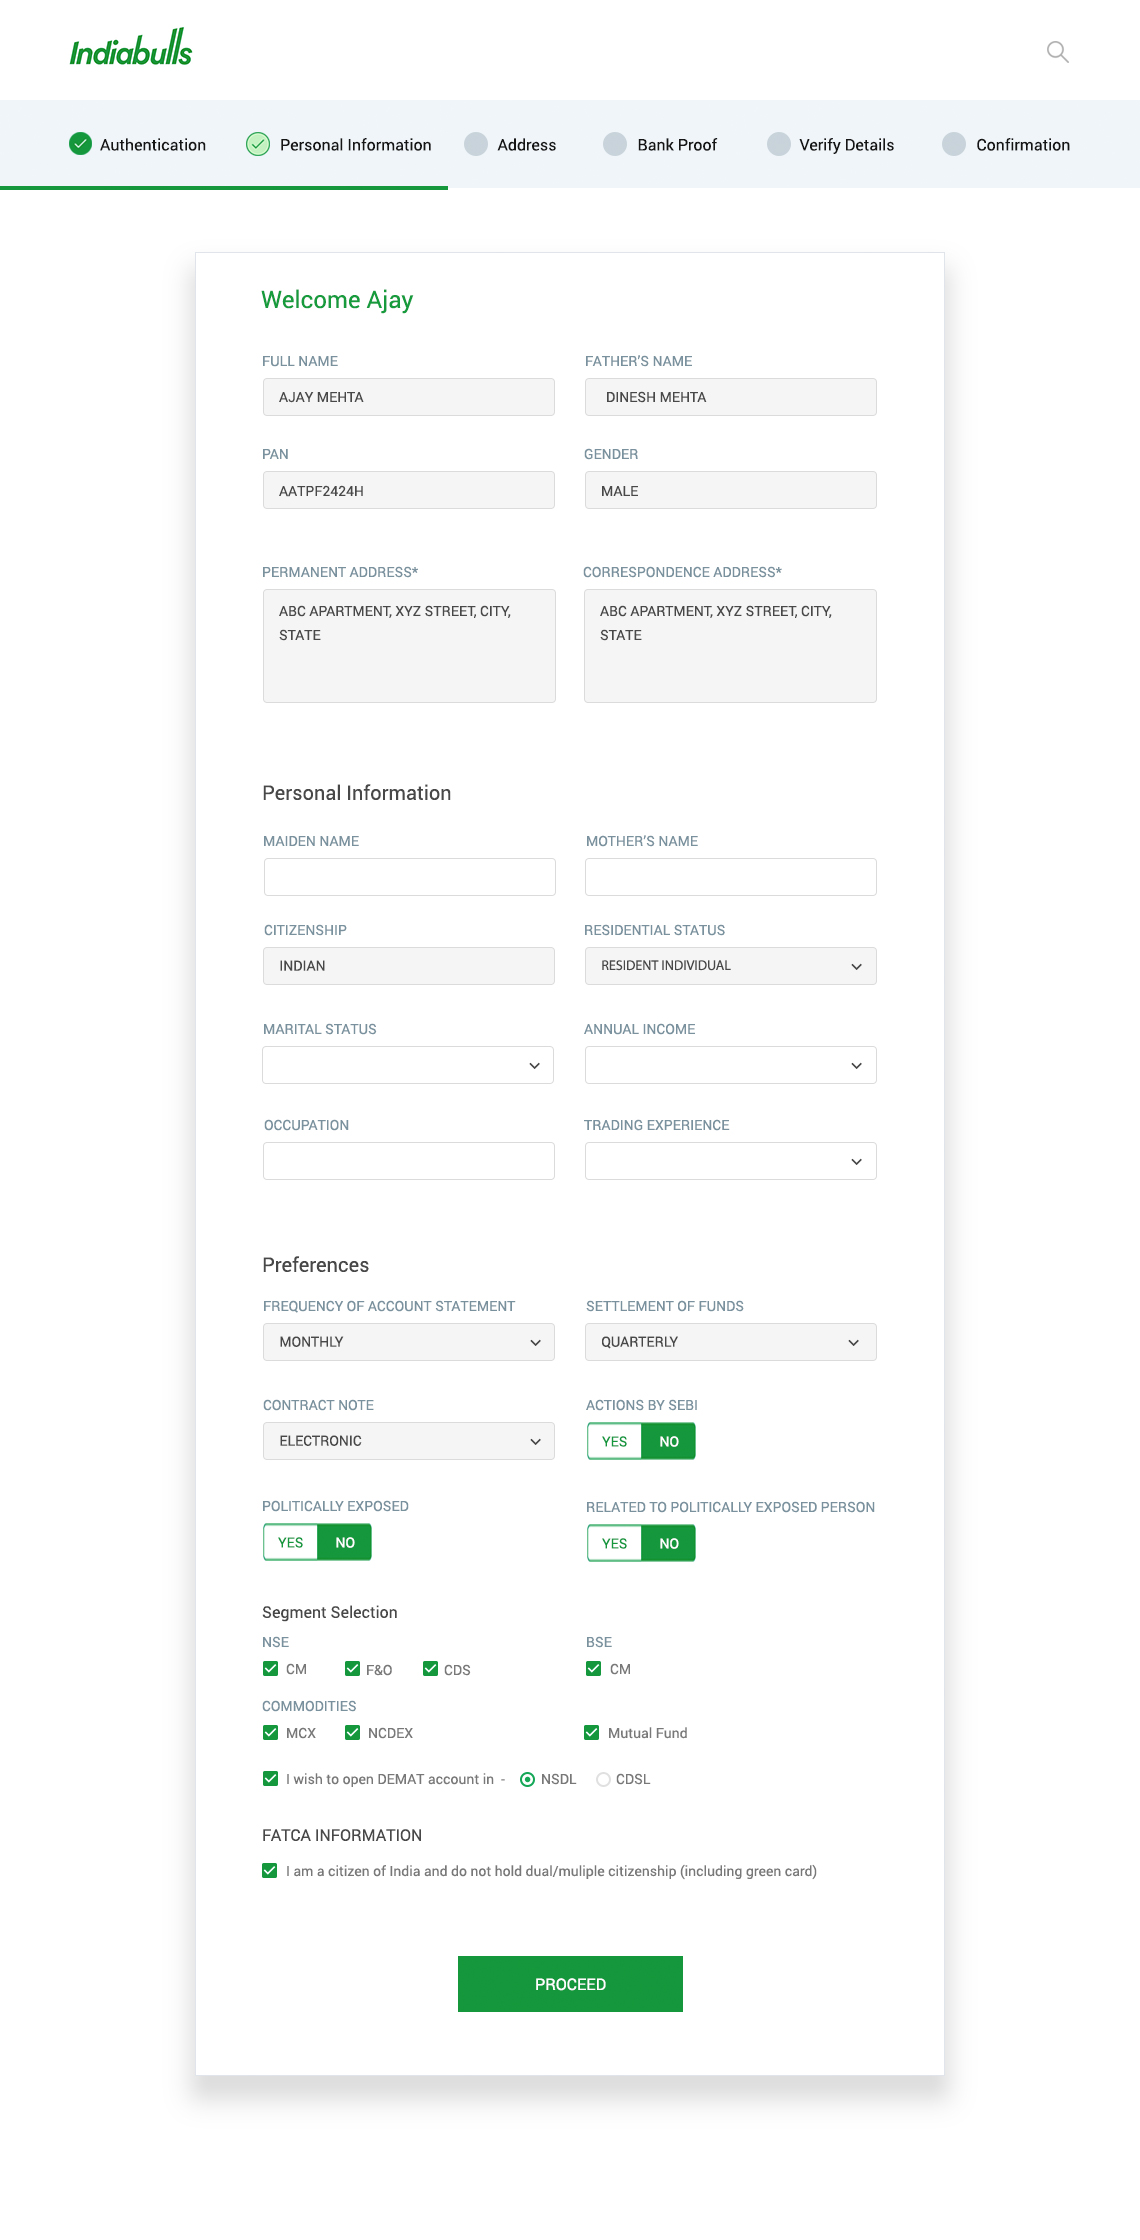 Indiabulls
Authentication Personal Information Address Bank Proof Verify Details Confirmation
Welcome Ajay
FULL NAME FATHER'S NAME
AJAY MEHTA DINESH MEHTA
PAN GENDER
AATPF2424H MALE
PERMANENT ADDRESS* CORRESPONDENCE ADDRESS*
ABC APARTMENT, XYZ STREET, CITY, ABC APARTMENT, XYZ STREET, CITY,
STATE STATE
Personal Information
MAIDEN NAME MOTHER'S NAME
CITIZENSHIP RESIDENTIAL STATUS
INDIAN RESIDENT INDIVIDUAL
MARITAL STATUS ANNUAL INCOME
OCCUPATION TRADING EXPERIENCE
Preferences
FREQUENCY OF ACCOUNT STATEMENT SETTLEMENT OF FUNDS
MONTHLY QUARTERLY
CONTRACT NOTE ACTIONS BY SEBI
ELECTRONIC YES NO
POLITICALLY EXPOSED RELATED TO POLITICALLY EXPOSED PERSON
YES NO YES NO
Segment Selection
NSE BSE
CM F&O CDS CM
COMMODITIES
MCX NCDEX Mutual Fund
I wish to open DEMAT account in - NSDL CDSL
FATCA INFORMATION
I am a citizen of India and do not hold dual/muliple citizenship (including green card)
PROCEED